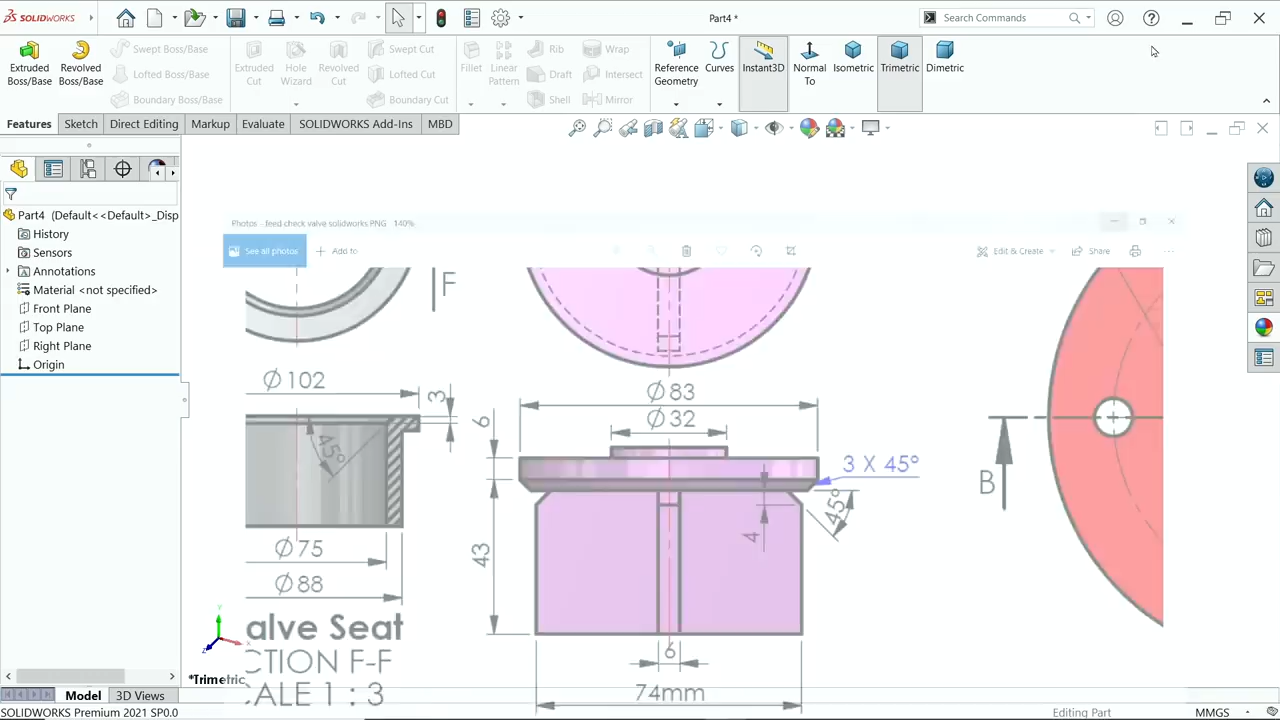 SOLIDWORKS
Part4 *
Search Commands
Extruded Boss/Base
Revolved Boss/Base
Swept Boss/Base
Lofted Boss/Base
Boundary Boss/Base
Extruded Cut
Hole Wizard
Revolved Cut
Swept Cut
Lofted Cut
Boundary Cut
Fillet
Linear Pattern
Rib
Draft
Shell
Wrap
Intersect
Mirror
Reference Geometry
Curves
Instant3D
Normal To
Isometric
Trimetric
Dimetric
Features
Sketch
Direct Editing
Markup
Evaluate
SOLIDWORKS Add-Ins
MBD
Part4 (Default<<Default>_Disp
History
Sensors
Annotations
Material <not specified>
Front Plane
Top Plane
Right Plane
Origin
Photos - feed check valve solidworks PNG 140%
See all photos
Add to
Edit & Create
Share
F
Ø102
3
45°
Ø75
Ø88
alve Seat
CTION F-F
CALE 1 : 3
Ø83
Ø32
6
3 X 45°
45°
4
43
6
74mm
B
*Trimetric
Model
3D Views
SOLIDWORKS Premium 2021 SP0.0
Editing Part
MMGS